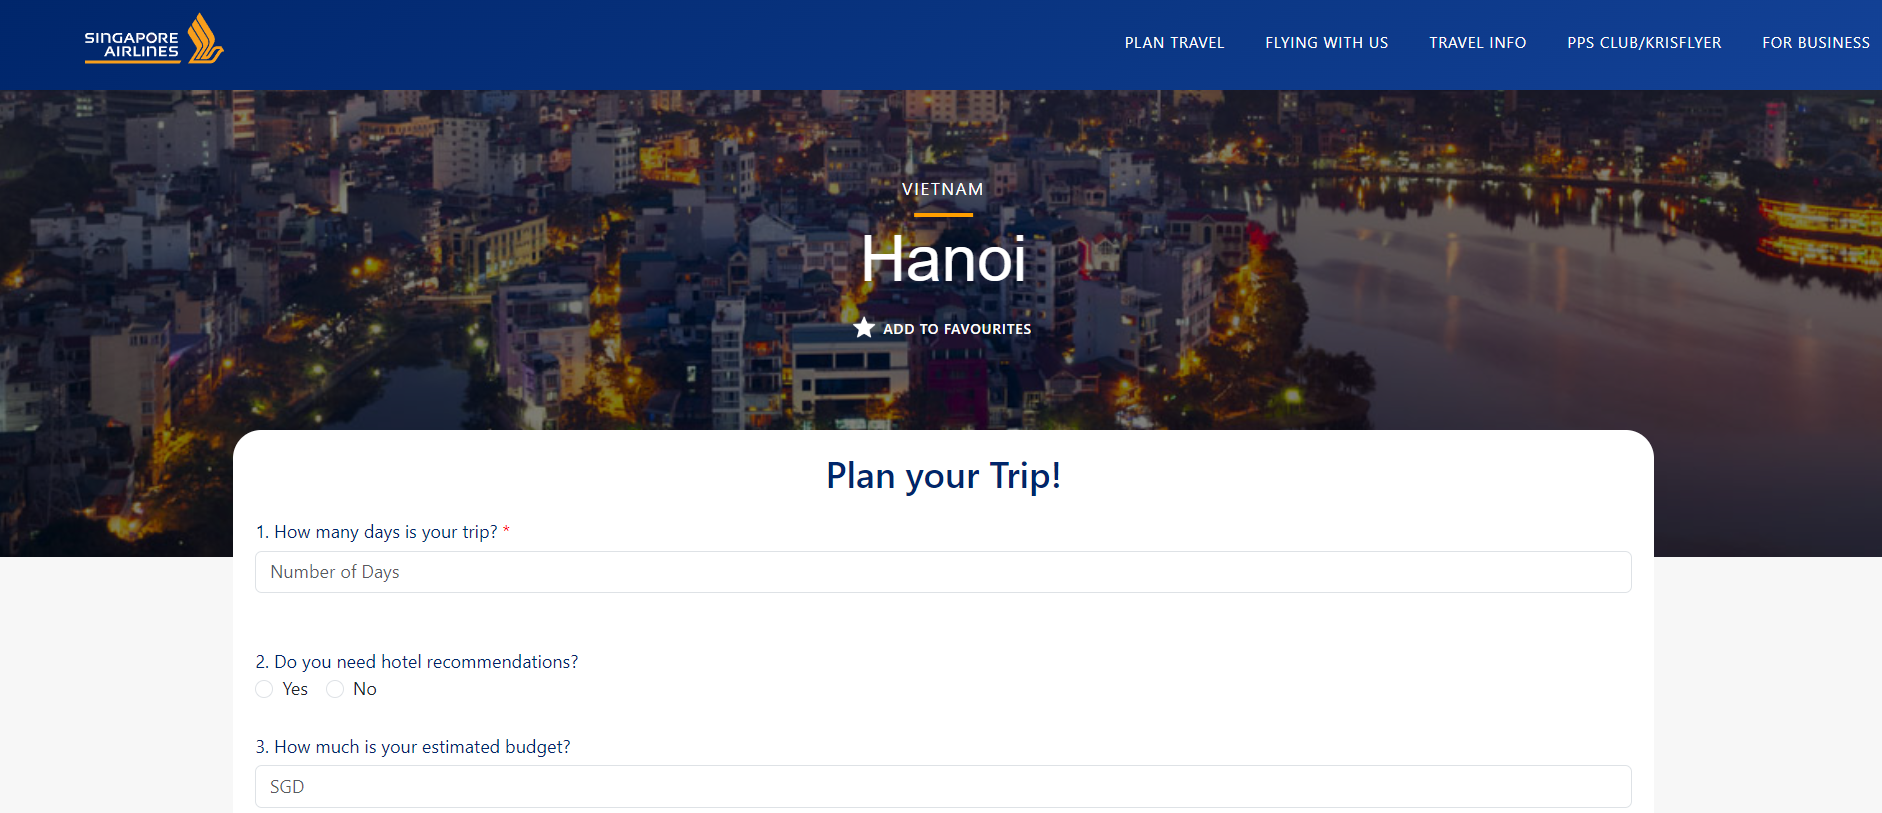 SINGAPORE
AIRLINES
PLAN TRAVEL
FLYING WITH US
TRAVEL INFO
PPS CLUB/KRISFLYER
FOR BUSINESS
VIETNAM
Hanoi
ADD TO FAVOURITES
Plan your Trip!
1. How many days is your trip? *
Number of Days
2. Do you need hotel recommendations?
Yes No
3. How much is your estimated budget?
SGD